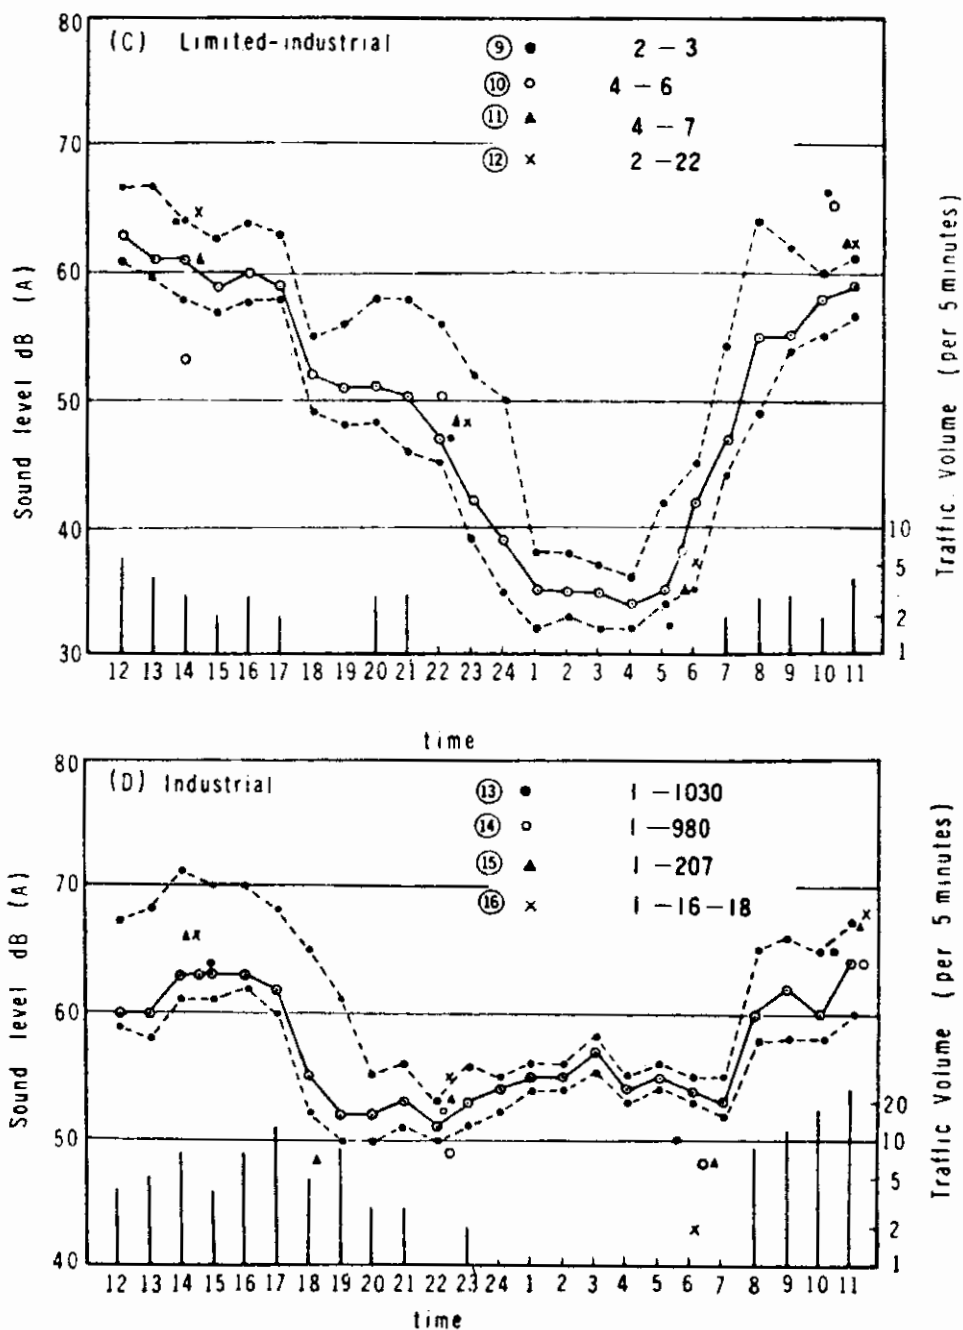 80
(C) Limited-industrial
⑨ ● 2 - 3
⑩ ○ 4 - 6
⑪ ▲ 4 - 7
⑫ × 2 - 22
70
60
50
40
30
Sound level dB (A)
10
5
2
1
Traffic Volume (per 5 minutes)
12 13 14 15 16 17 18 19 20 21 22 23 24 1 2 3 4 5 6 7 8 9 10 11
time
80
(D) Industrial
⑬ ● 1 - 1030
⑭ ○ 1 - 980
⑮ ▲ 1 - 207
⑯ × 1 - 16 - 18
70
60
50
40
Sound level dB (A)
20
10
5
2
1
Traffic Volume (per 5 minutes)
12 13 14 15 16 17 18 19 20 21 22 23 24 1 2 3 4 5 6 7 8 9 10 11
time